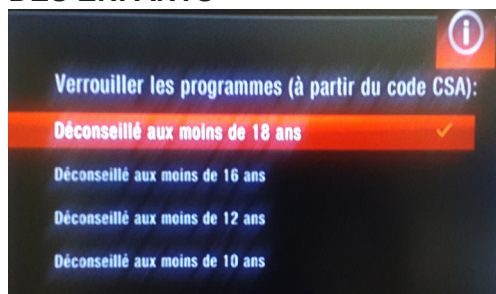 Verrouiller les programmes (à partir du code CSA):
Déconseillé aux moins de 18 ans
Déconseillé aux moins de 16 ans
Déconseillé aux moins de 12 ans
Déconseillé aux moins de 10 ans